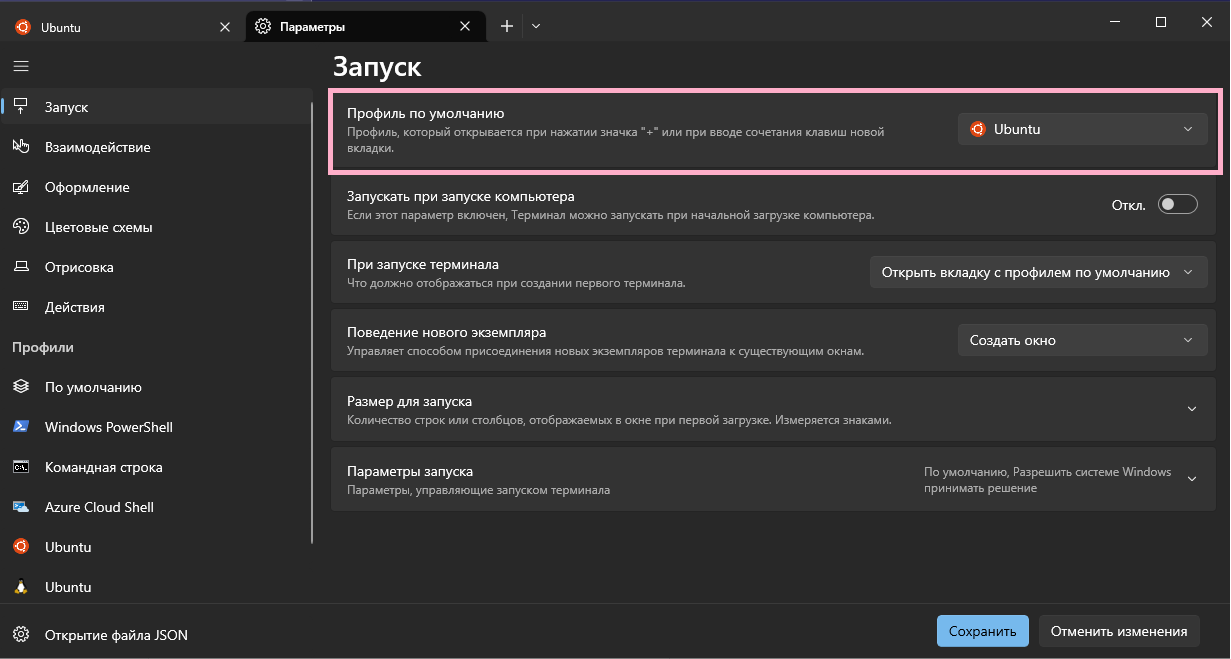 Ubuntu
Параметры
Запуск
Запуск
Взаимодействие
Оформление
Цветовые схемы
Отрисовка
Действия
Профили
По умолчанию
Windows PowerShell
Командная строка
Azure Cloud Shell
Ubuntu
Ubuntu
Открытие файла JSON
Профиль по умолчанию
Профиль, который открывается при нажатии значка "+" или при вводе сочетания клавиш новой
вкладки.
Ubuntu
Запускать при запуске компьютера
Если этот параметр включен, Терминал можно запускать при начальной загрузке компьютера.
Откл.
При запуске терминала
Что должно отображаться при создании первого терминала.
Открыть вкладку с профилем по умолчанию
Поведение нового экземпляра
Управляет способом присоединения новых экземпляров терминала к существующим окнам.
Создать окно
Размер для запуска
Количество строк или столбцов, отображаемых в окне при первой загрузке. Измеряется знаками.
Параметры запуска
Параметры, управляющие запуском терминала
По умолчанию, Разрешить системе Windows
принимать решение
Сохранить
Отменить изменения